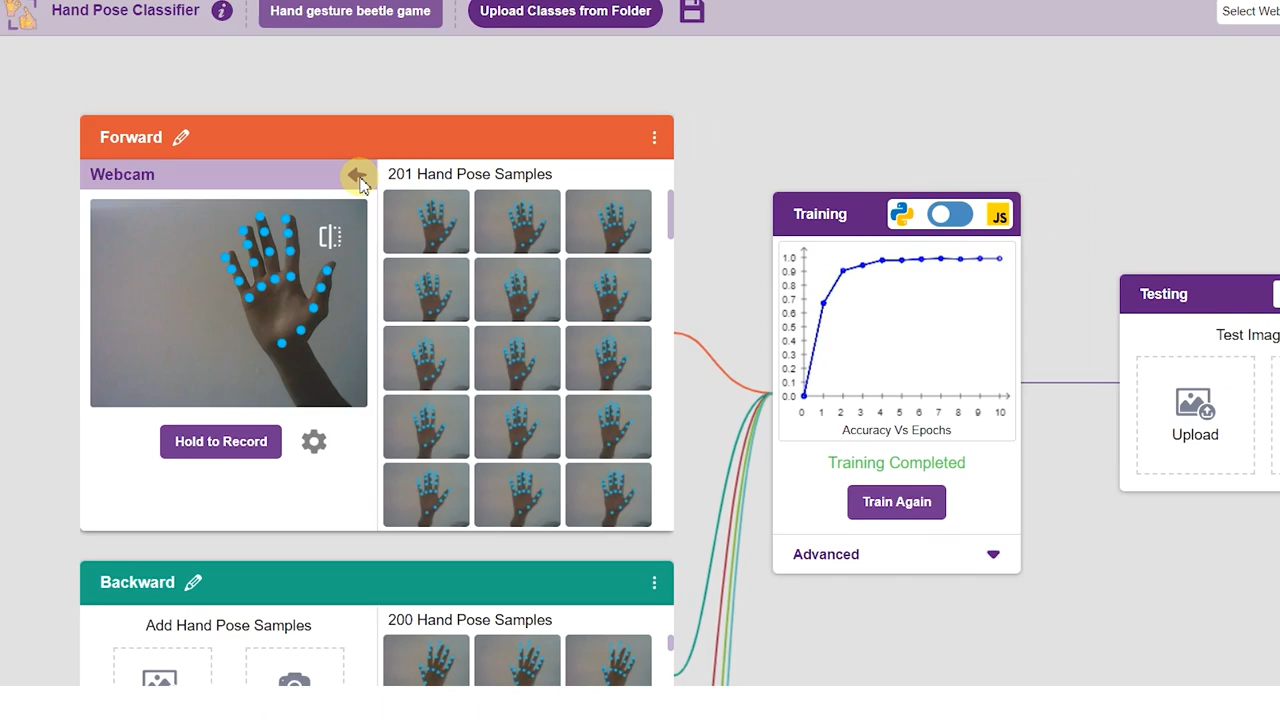 Hand Pose Classifier
Hand gesture beetle game
Upload Classes from Folder
Select Web
Forward
Webcam
201 Hand Pose Samples
Hold to Record
Training
JS
1.0
0.9
0.8
0.7
0.6
0.5
0.4
0.3
0.2
0.1
0.0
0 1 2 3 4 5 6 7 8 9 10
Accuracy Vs Epochs
Training Completed
Train Again
Advanced
Testing
Test Imag
Upload
Backward
Add Hand Pose Samples
200 Hand Pose Samples